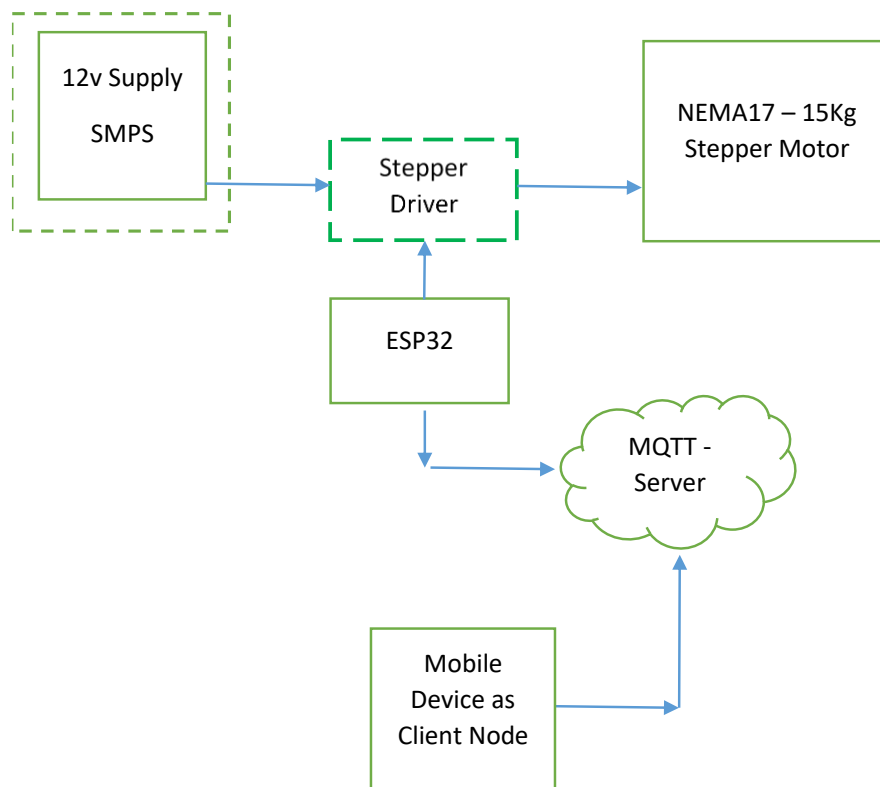 12v Supply
SMPS
NEMA17 – 15Kg
Stepper Motor
Stepper
Driver
ESP32
MQTT -
Server
Mobile
Device as
Client Node